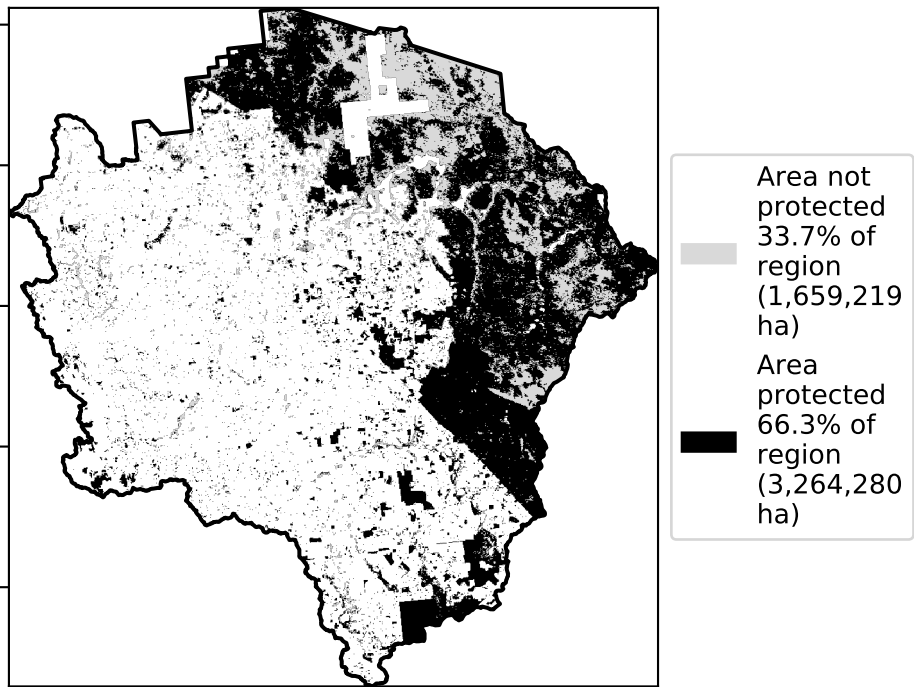 Area not
protected
33.7% of
region
(1,659,219
ha)
Area
protected
66.3% of
region
(3,264,280
ha)